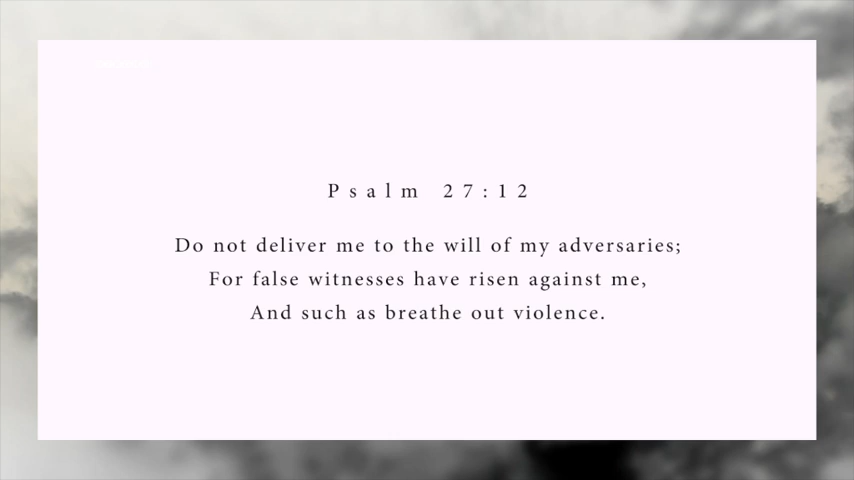 Psalm 27:12
Do not deliver me to the will of my adversaries;
For false witnesses have risen against me,
And such as breathe out violence.